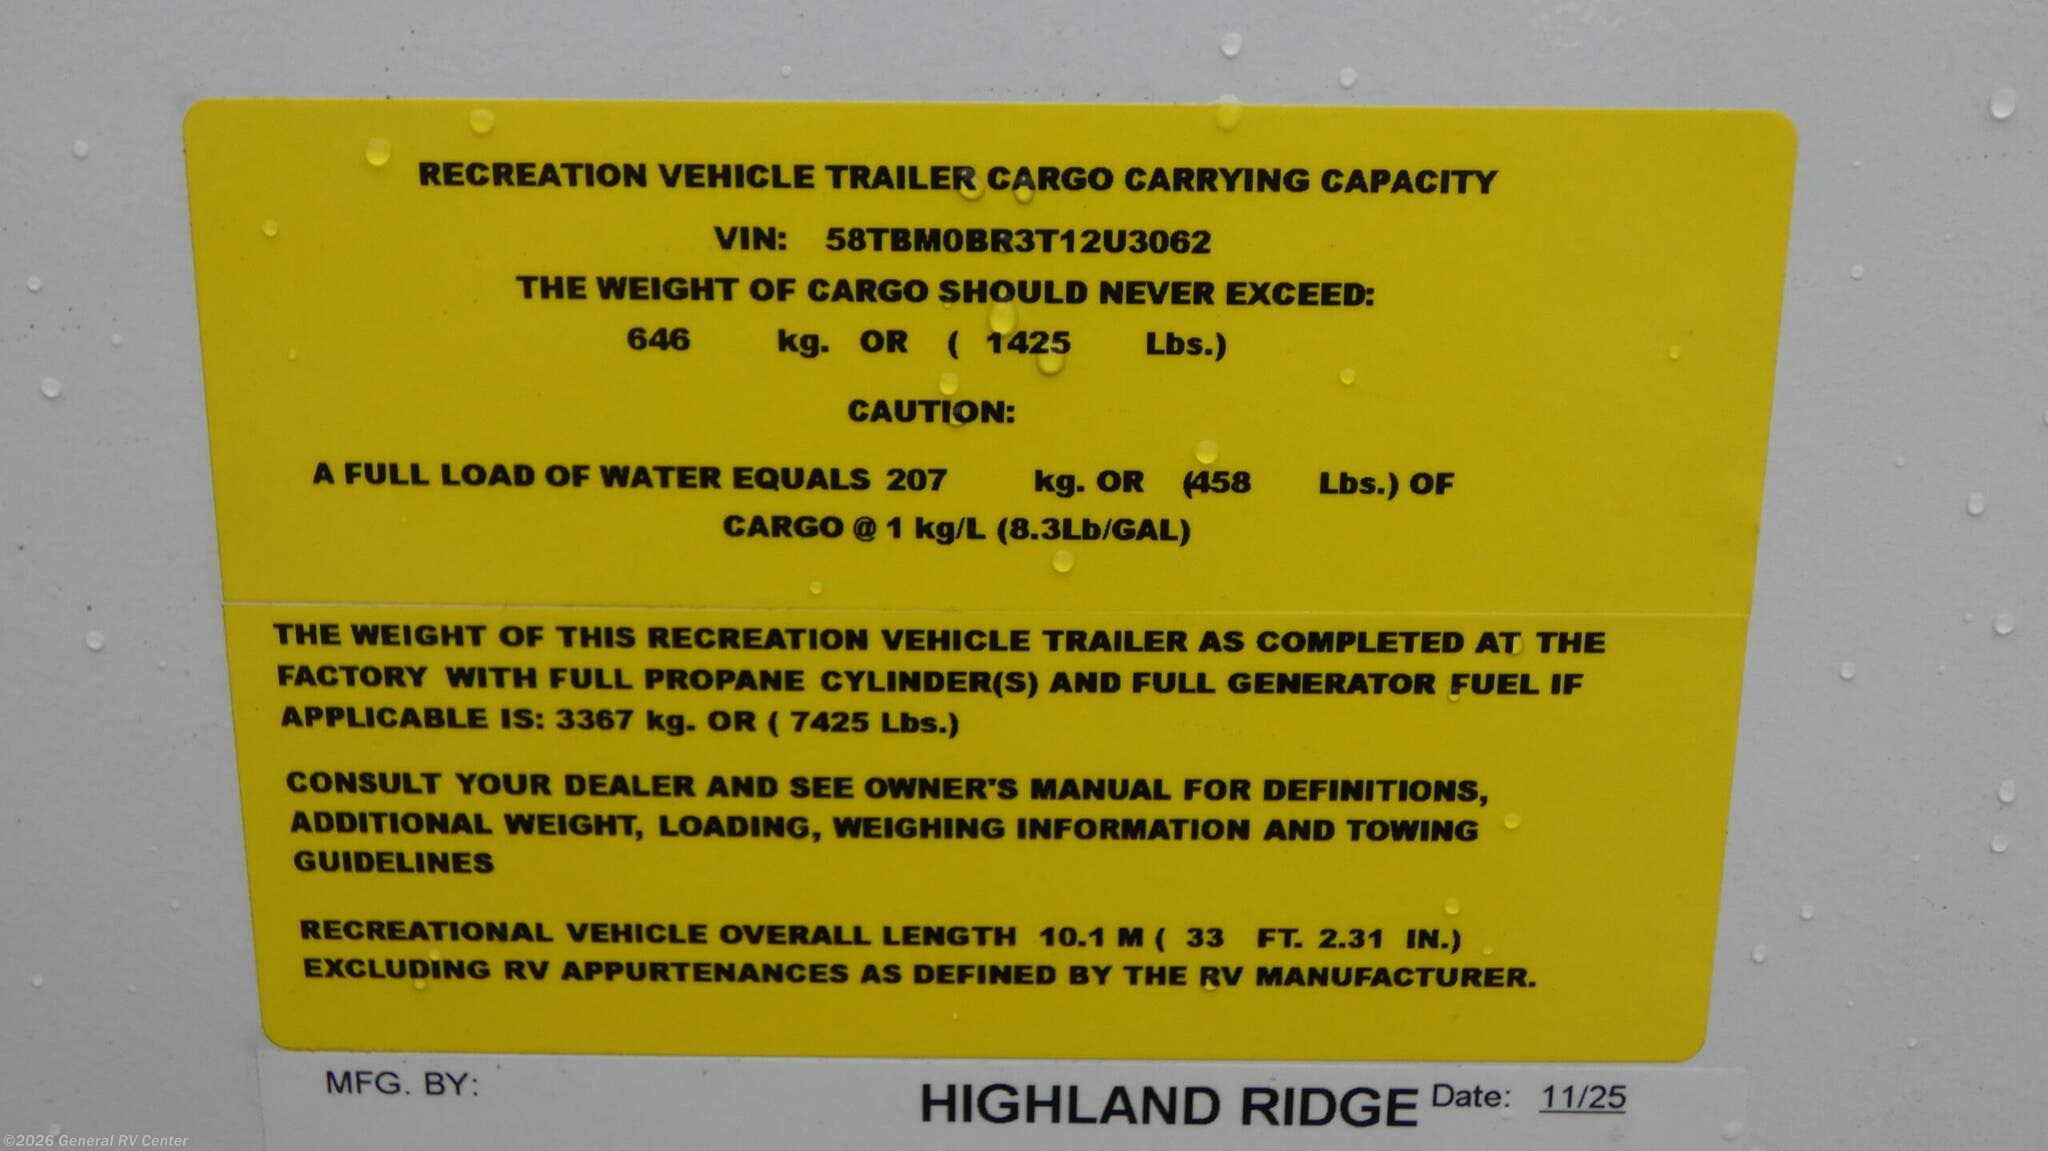 RECREATION VEHICLE TRAILER CARGO CARRYING CAPACITY
VIN: 58TBM0BR3T12U3062
THE WEIGHT OF CARGO SHOULD NEVER EXCEED:
646 kg. OR ( 1425 Lbs.)
CAUTION:
A FULL LOAD OF WATER EQUALS 207 kg. OR (458 Lbs.) OF
CARGO @ 1 kg/L (8.3Lb/GAL)
THE WEIGHT OF THIS RECREATION VEHICLE TRAILER AS COMPLETED AT THE
FACTORY WITH FULL PROPANE CYLINDER(S) AND FULL GENERATOR FUEL IF
APPLICABLE IS: 3367 kg. OR ( 7425 Lbs.)
CONSULT YOUR DEALER AND SEE OWNER'S MANUAL FOR DEFINITIONS,
ADDITIONAL WEIGHT, LOADING, WEIGHING INFORMATION AND TOWING
GUIDELINES
RECREATIONAL VEHICLE OVERALL LENGTH 10.1 M ( 33 FT. 2.31 IN.)
EXCLUDING RV APPURTENANCES AS DEFINED BY THE RV MANUFACTURER.
MFG. BY: HIGHLAND RIDGE Date: 11/25
©2026 General RV Center